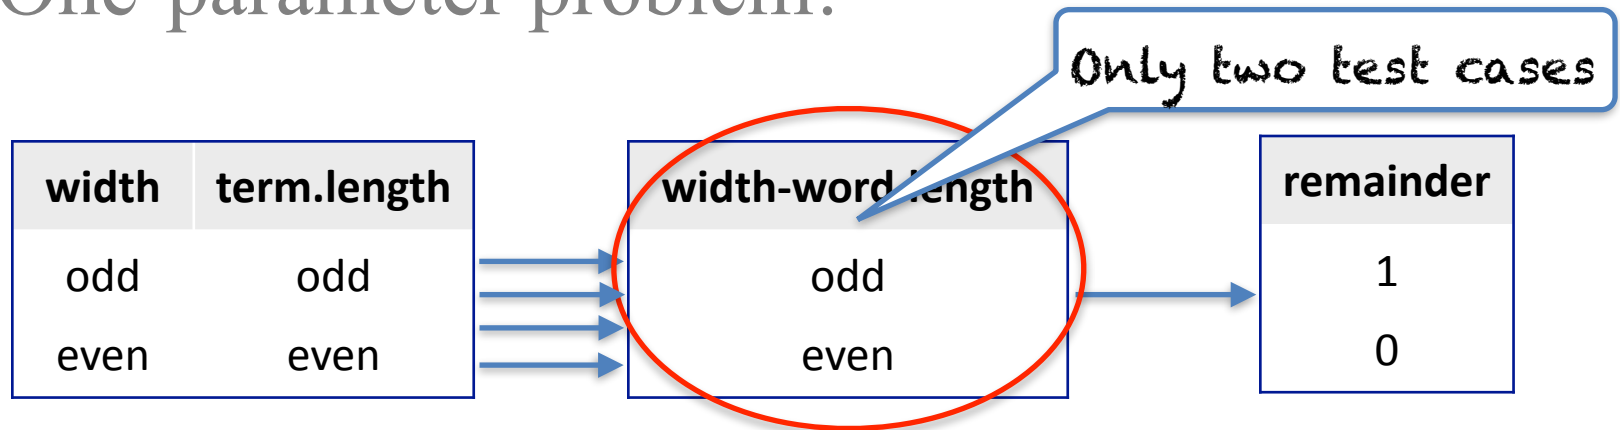 One parameter problem!
Only two test cases
width term.length
odd odd
even even
width-word.length
odd
even
remainder
1
0